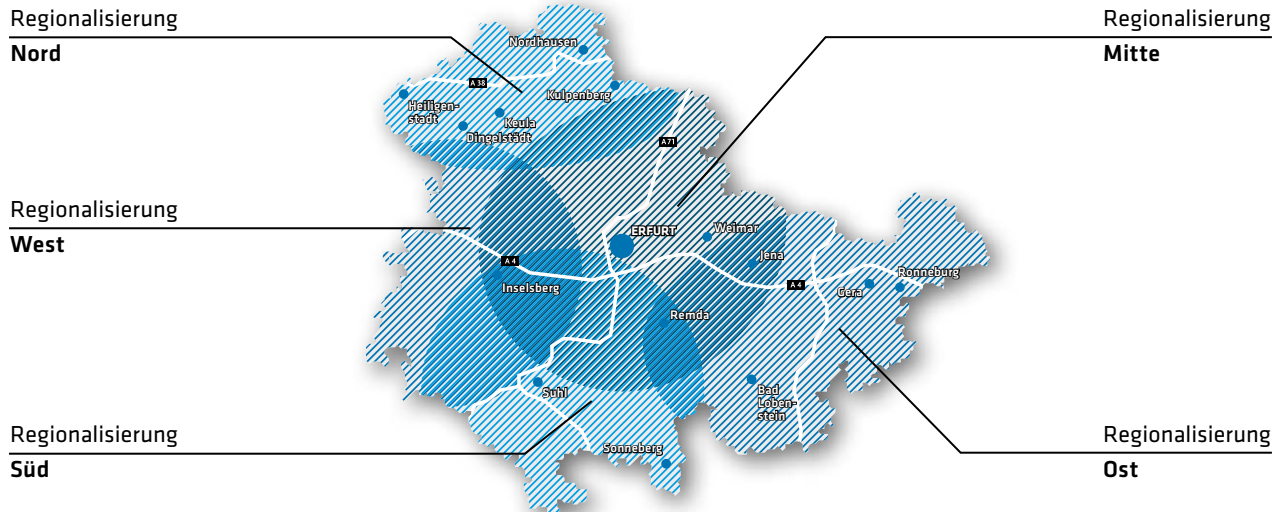 Regionalisierung
Nord
Regionalisierung
Mitte
Nordhausen
A 38
Kulpenberg
Heiligen-
stadt
Keula
Dingelstädt
A 71
Regionalisierung
West
ERFURT
Weimar
Jena
A 4
Inselsberg
A 4
Gera
Ronneburg
Remda
Suhl
Bad
Loben-
stein
Regionalisierung
Süd
Sonneberg
Regionalisierung
Ost